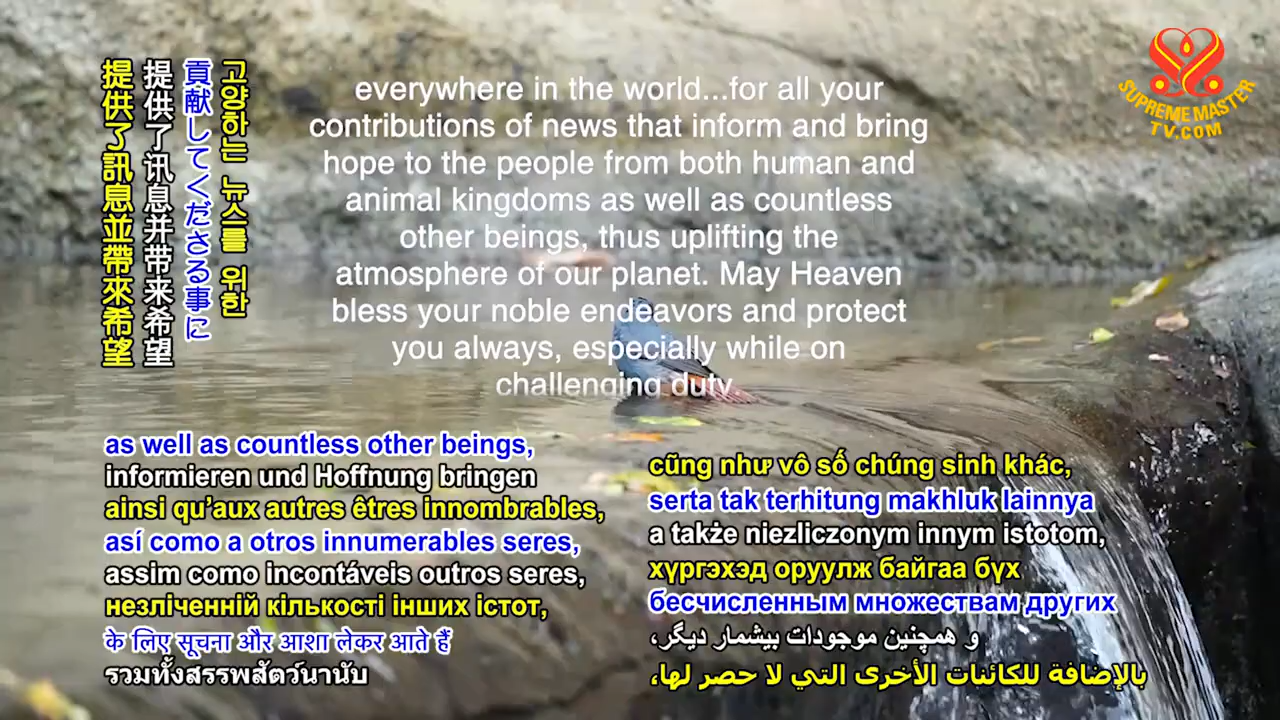 提供了訊息並帶來希望
提供了讯息并带来希望
貢献してくださる事に
고양하는 뉴스를 위한
everywhere in the world...for all your
contributions of news that inform and bring
hope to the people from both human and
animal kingdoms as well as countless
other beings, thus uplifting the
atmosphere of our planet. May Heaven
bless your noble endeavors and protect
you always, especially while on
challenging duty.
SUPREME MASTER
TV.COM
as well as countless other beings,
informieren und Hoffnung bringen
ainsi qu’aux autres êtres innombrables,
así como a otros innumerables seres,
assim como incontáveis outros seres,
незліченній кількості інших істот,
के लिए सूचना और आशा लेकर आते हैं
รวมทั้งสรรพสัตว์นานับ
cũng như vô số chúng sinh khác,
serta tak terhitung makhluk lainnya
a także niezliczonym innym istotom,
хүргэхэд оруулж байгаа бүх
бесчисленным множествам других
و همچنین موجودات بیشمار دیگر،
بالإضافة للكائنات الأخرى التي لا حصر لها،